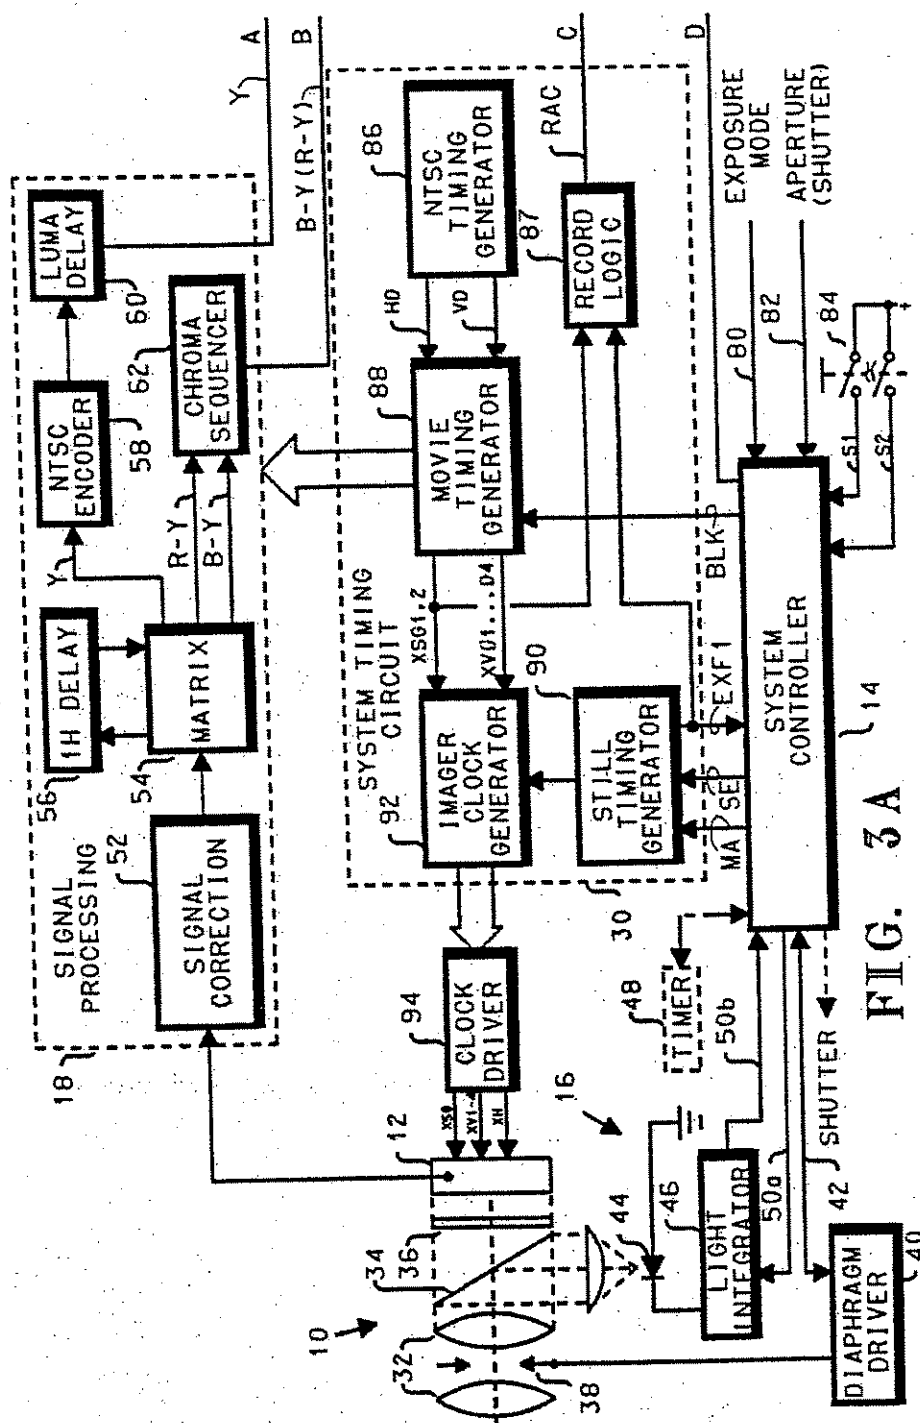 18
SIGNAL
PROCESSING
52
SIGNAL
CORRECTION
56
1H DELAY
54
MATRIX
Y
R-Y
B-Y
NTSC
ENCODER
58
62
CHROMA
SEQUENCER
LUMA
DELAY
60
Y
A
B-Y(R-Y)
B
10
32
34
36
12
38
XSG
XH
94
CLOCK
DRIVER
92
IMAGER
CLOCK
GENERATOR
SYSTEM TIMING
CIRCUIT
XSG1,2
88
MOVIE
TIMING
GENERATOR
HD
VD
86
NTSC
TIMING
GENERATOR
87
RECORD
LOGIC
RAC
C
90
STILL
TIMING
GENERATOR
30
16
44
46
LIGHT
INTEGRATOR
48
TIMER
50b
50a
42
SHUTTER
DIAPHRAGM
DRIVER
40
MA
SE
EXF1
BLK
SYSTEM
CONTROLLER
14
D
EXPOSURE
MODE
80
APERTURE
(SHUTTER)
82
84
S1
S2
+
FIG. 3A